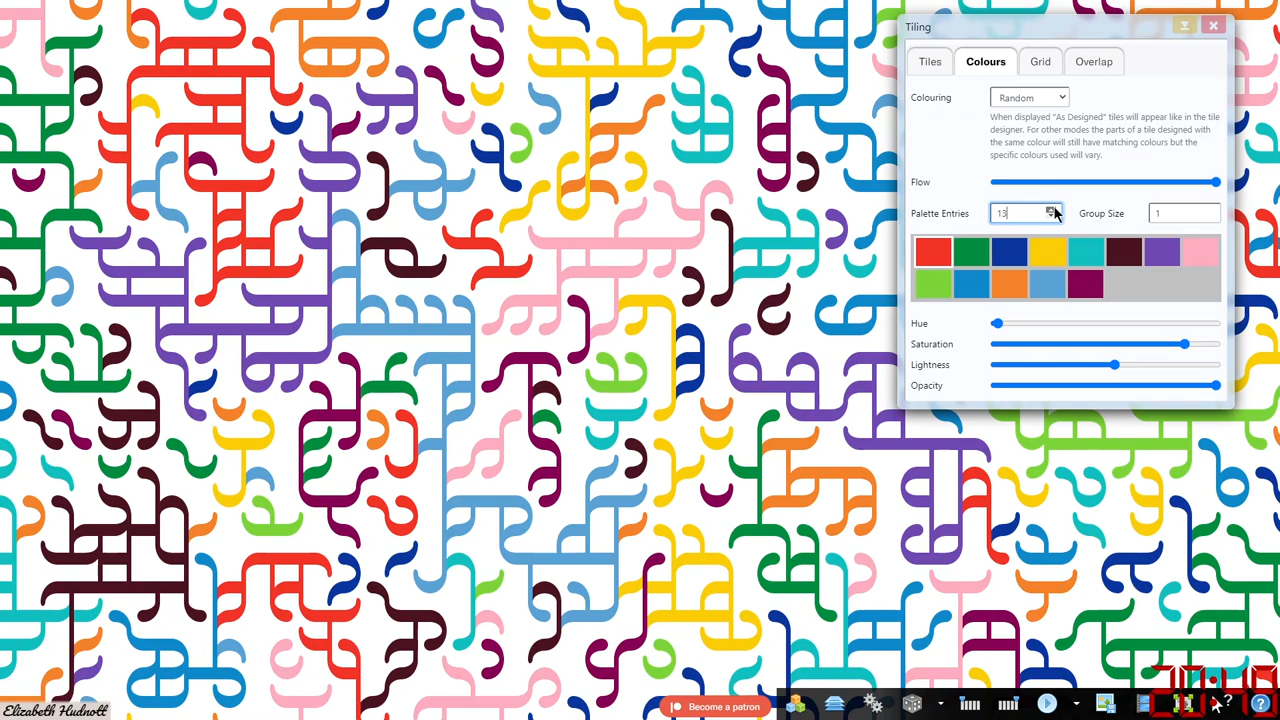 Tiling
Tiles Colours Grid Overlap
Colouring Random
When displayed "As Designed" tiles will appear like in the tile
designer. For other modes the parts of a tile designed with
the same colour will still have matching colours but the
specific colours used will vary.
Flow
Palette Entries 13 Group Size 1
Hue
Saturation
Lightness
Opacity
Elizabeth Hudnott
Become a patron